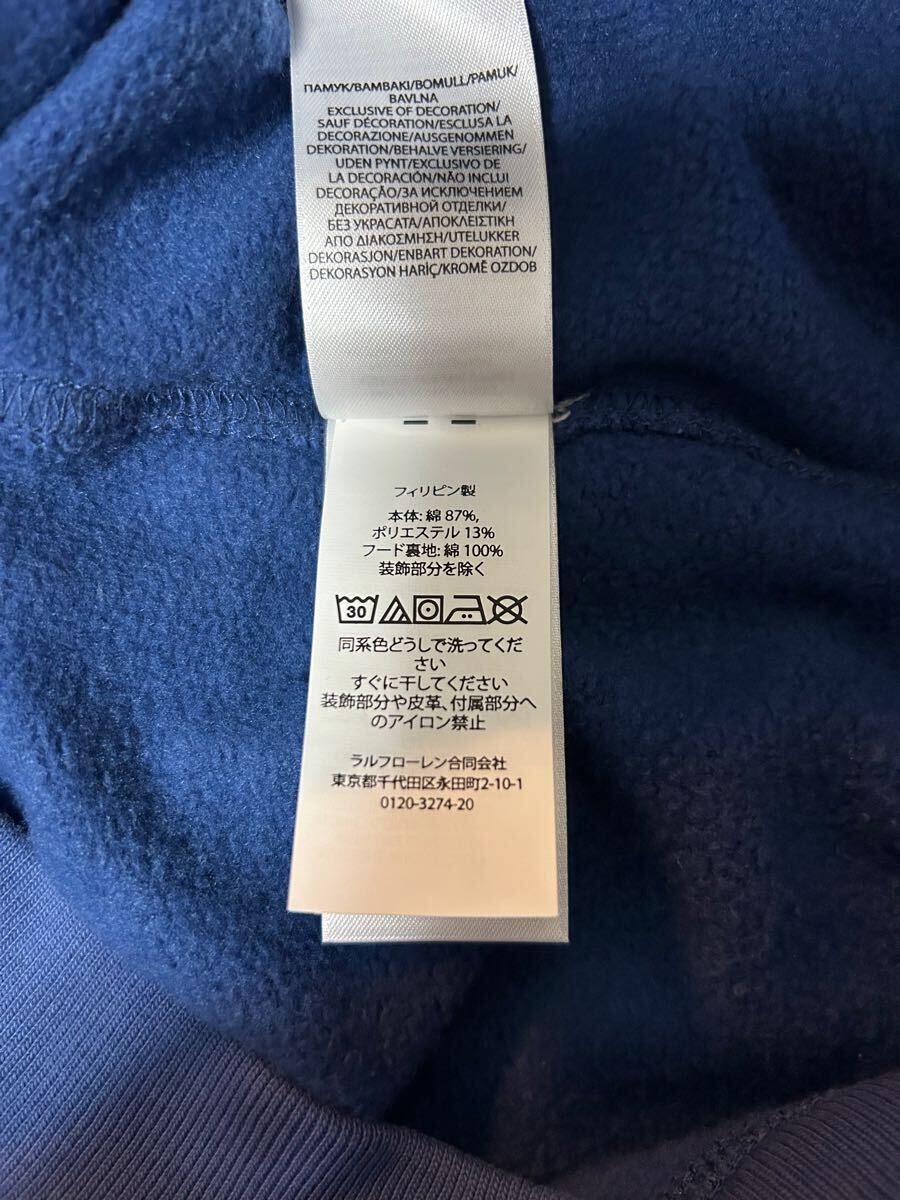 ПАМУК/BAMBAKI/BOMULL/PAMUK/
BAVLNA
EXCLUSIVE OF DECORATION/
SAUF DÉCORATION/ESCLUSA LA
DECORAZIONE/AUSGENOMMEN
DEKORATION/BEHALVE VERSIERING/
UDEN PYNT/EXCLUSIVO DE
LA DECORACIÓN/NÃO INCLUI
DECORAÇÃO/ЗА ИСКЛЮЧЕНИЕМ
ДЕКОРАТИВНОЙ ОТДЕЛКИ/
БЕЗ УКРАСАТА/ΑΠΟΚΛΕΙΣΤΙΚΗ
ΑΠΟ ΔΙΑΚΟΣΜΗΣΗ/UTELUKKER
DEKORASJON/ENBART DEKORATION/
DEKORASYON HARİÇ/KROMĚ OZDOB
フィリピン製
本体: 綿 87%,
ポリエステル 13%
フード裏地: 綿 100%
装飾部分を除く
30
同系色どうしで洗ってくだ
さい
すぐに干してください
装飾部分や皮革、付属部分へ
のアイロン禁止
ラルフローレン合同会社
東京都千代田区永田町2-10-1
0120-3274-20